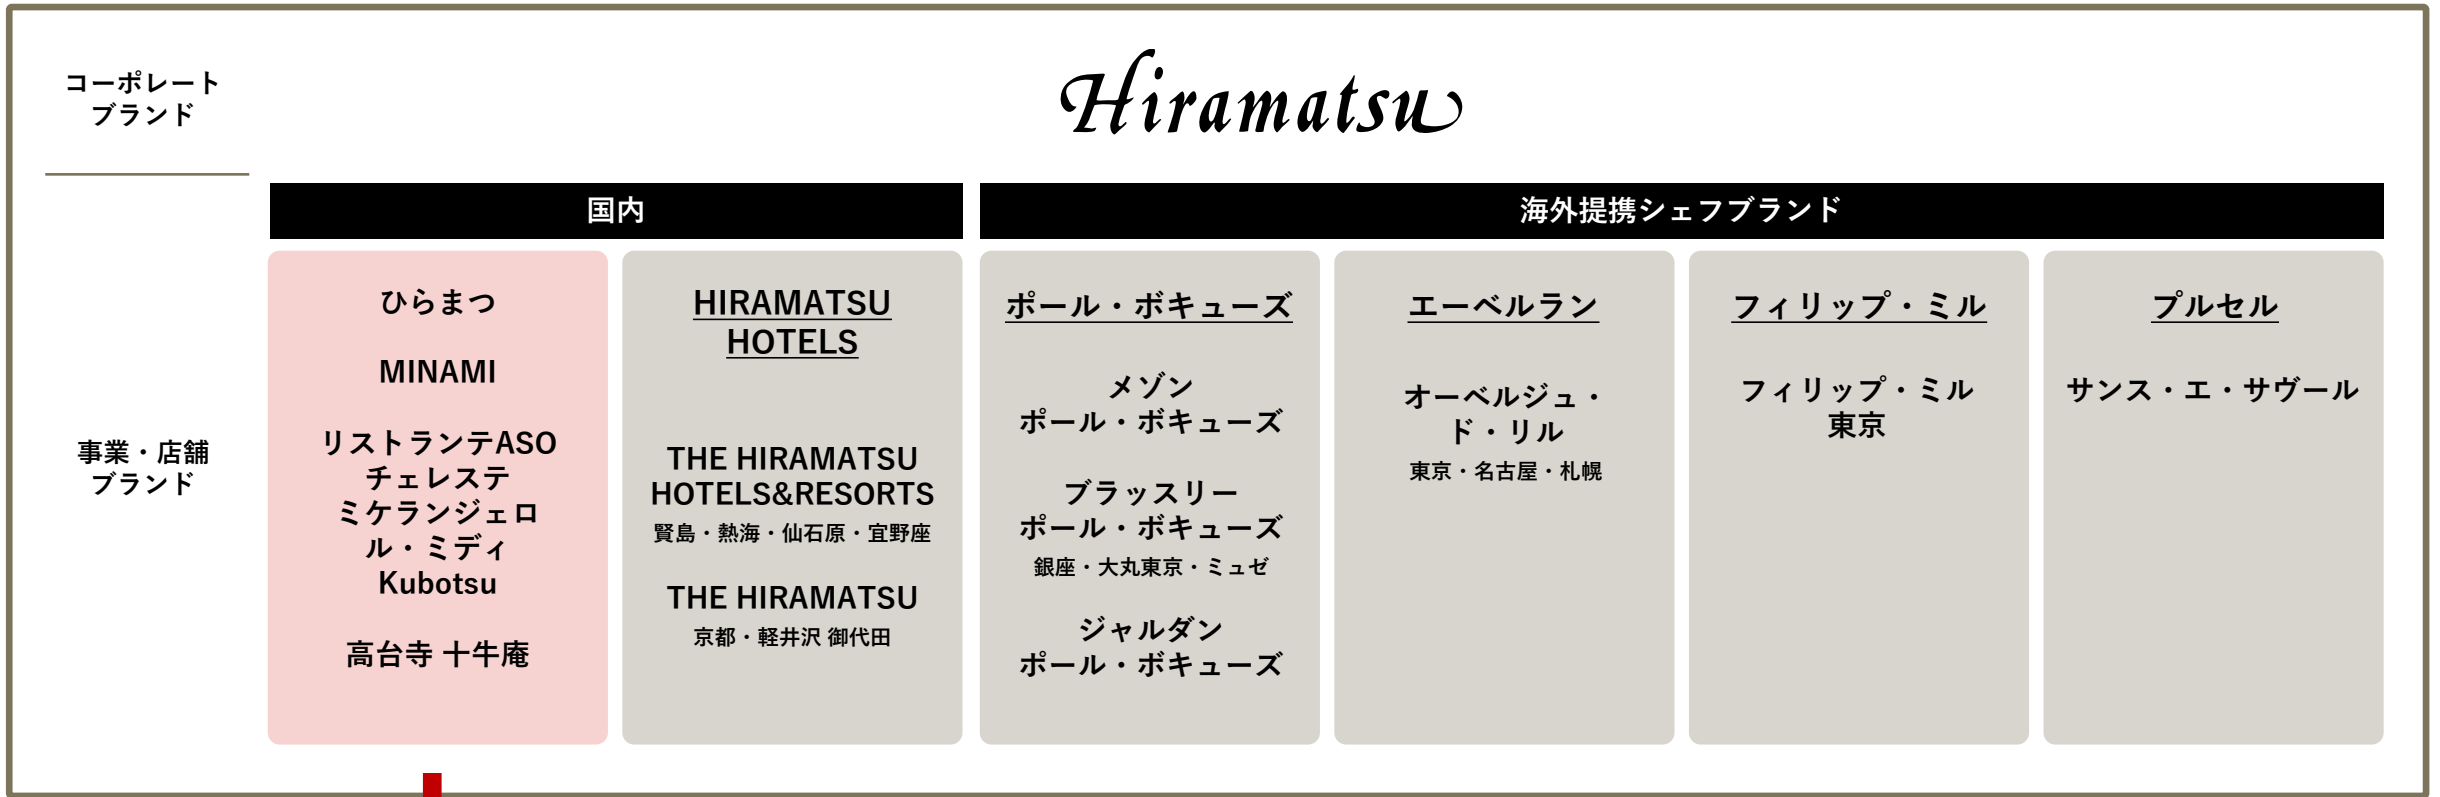 コーポレート
ブランド
Hiramatsu
国内
海外提携シェフブランド
事業・店舗
ブランド
ひらまつ
MINAMI
リストランテASO
チェレステ
ミケランジェロ
ル・ミディ
Kubotsu
高台寺 十牛庵
HIRAMATSU
HOTELS
THE HIRAMATSU
HOTELS&RESORTS
賢島・熱海・仙石原・宜野座
THE HIRAMATSU
京都・軽井沢 御代田
ポール・ボキューズ
メゾン
ポール・ボキューズ
ブラッスリー
ポール・ボキューズ
銀座・大丸東京・ミュゼ
ジャルダン
ポール・ボキューズ
エーベルラン
オーベルジュ・
ド・リル
東京・名古屋・札幌
フィリップ・ミル
フィリップ・ミル
東京
プルセル
サンス・エ・サヴール